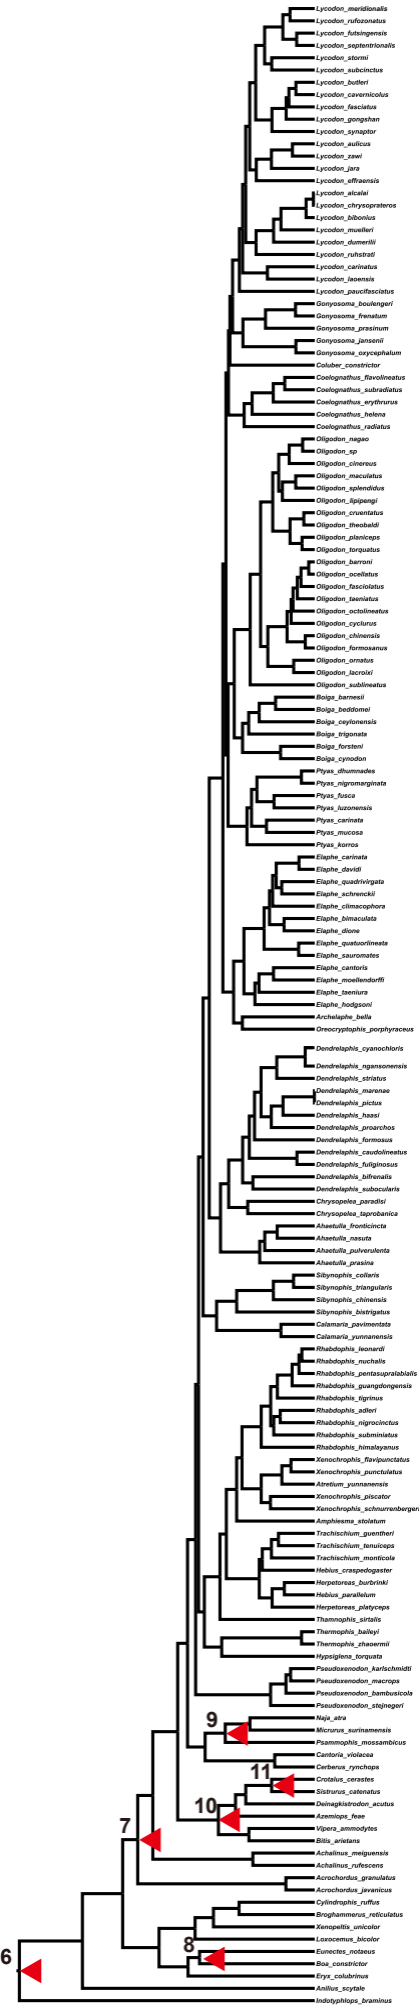 Lycodon_meridionalis
Lycodon_rufozonatus
Lycodon_futsingensis
Lycodon_septentrionalis
Lycodon_stormi
Lycodon_subcinctus
Lycodon_butleri
Lycodon_cavernicolus
Lycodon_fasciatus
Lycodon_gongshan
Lycodon_synaptor
Lycodon_aulicus
Lycodon_zawi
Lycodon_jara
Lycodon_effraensis
Lycodon_alcalai
Lycodon_chrysoprateros
Lycodon_bibonius
Lycodon_muelleri
Lycodon_dumerilii
Lycodon_ruhstrati
Lycodon_carinatus
Lycodon_laoensis
Lycodon_paucifasciatus
Gonyosoma_boulengeri
Gonyosoma_frenatum
Gonyosoma_prasinum
Gonyosoma_jansenii
Gonyosoma_oxycephalum
Coluber_constrictor
Coelognathus_flavolineatus
Coelognathus_subradiatus
Coelognathus_erythrurus
Coelognathus_helena
Coelognathus_radiatus
Oligodon_nagao
Oligodon_sp
Oligodon_cinereus
Oligodon_maculatus
Oligodon_splendidus
Oligodon_lipipengi
Oligodon_cruentatus
Oligodon_theobaldi
Oligodon_planiceps
Oligodon_torquatus
Oligodon_barroni
Oligodon_ocellatus
Oligodon_fasciolatus
Oligodon_taeniatus
Oligodon_octolineatus
Oligodon_cyclurus
Oligodon_chinensis
Oligodon_formosanus
Oligodon_ornatus
Oligodon_lacroixi
Oligodon_sublineatus
Boiga_barnesii
Boiga_beddomei
Boiga_ceylonensis
Boiga_trigonata
Boiga_forsteni
Boiga_cynodon
Ptyas_dhumnades
Ptyas_nigromarginata
Ptyas_fusca
Ptyas_luzonensis
Ptyas_carinata
Ptyas_mucosa
Ptyas_korros
Elaphe_carinata
Elaphe_davidi
Elaphe_quadrivirgata
Elaphe_schrenckii
Elaphe_climacophora
Elaphe_bimaculata
Elaphe_dione
Elaphe_quatuorlineata
Elaphe_sauromates
Elaphe_cantoris
Elaphe_moellendorffi
Elaphe_taeniura
Elaphe_hodgsoni
Archelaphe_bella
Oreocryptophis_porphyraceus
Dendrelaphis_cyanochloris
Dendrelaphis_ngansonensis
Dendrelaphis_striatus
Dendrelaphis_marenae
Dendrelaphis_pictus
Dendrelaphis_haasi
Dendrelaphis_proarchos
Dendrelaphis_formosus
Dendrelaphis_caudolineatus
Dendrelaphis_fuliginosus
Dendrelaphis_bifrenalis
Dendrelaphis_subocularis
Chrysopelea_paradisi
Chrysopelea_taprobanica
Ahaetulla_fronticincta
Ahaetulla_nasuta
Ahaetulla_pulverulenta
Ahaetulla_prasina
Sibynophis_collaris
Sibynophis_triangularis
Sibynophis_chinensis
Sibynophis_bistrigatus
Calamaria_pavimentata
Calamaria_yunnanensis
Rhabdophis_leonardi
Rhabdophis_nuchalis
Rhabdophis_pentasupralabialis
Rhabdophis_guangdongensis
Rhabdophis_tigrinus
Rhabdophis_adleri
Rhabdophis_nigrocinctus
Rhabdophis_subminiatus
Rhabdophis_himalayanus
Xenochrophis_flavipunctatus
Xenochrophis_punctulatus
Atretium_yunnanensis
Xenochrophis_piscator
Xenochrophis_schnurrenbergeri
Amphiesma_stolatum
Trachischium_guentheri
Trachischium_tenuiceps
Trachischium_monticola
Hebius_craspedogaster
Herpetoreas_burbrinki
Hebius_parallelum
Herpetoreas_platyceps
Thamnophis_sirtalis
Thermophis_baileyi
Thermophis_zhaoermii
Hypsiglena_torquata
Pseudoxenodon_karlschmidti
Pseudoxenodon_macrops
Pseudoxenodon_bambusicola
Pseudoxenodon_stejnegeri
Naja_atra
9
Micrurus_surinamensis
Psammophis_mossambicus
Cantoria_violacea
Cerberus_rynchops
11
Crotalus_cerastes
Sistrurus_catenatus
Deinagkistrodon_acutus
10
Azemiops_feae
Vipera_ammodytes
7
Bitis_arietans
Achalinus_meiguensis
Achalinus_rufescens
Acrochordus_granulatus
Acrochordus_javanicus
Cylindrophis_ruffus
Broghammerus_reticulatus
Xenopeltis_unicolor
Loxocemus_bicolor
8
Eunectes_notaeus
6
Boa_constrictor
Eryx_colubrinus
Anilius_scytale
Indotyphlops_braminus